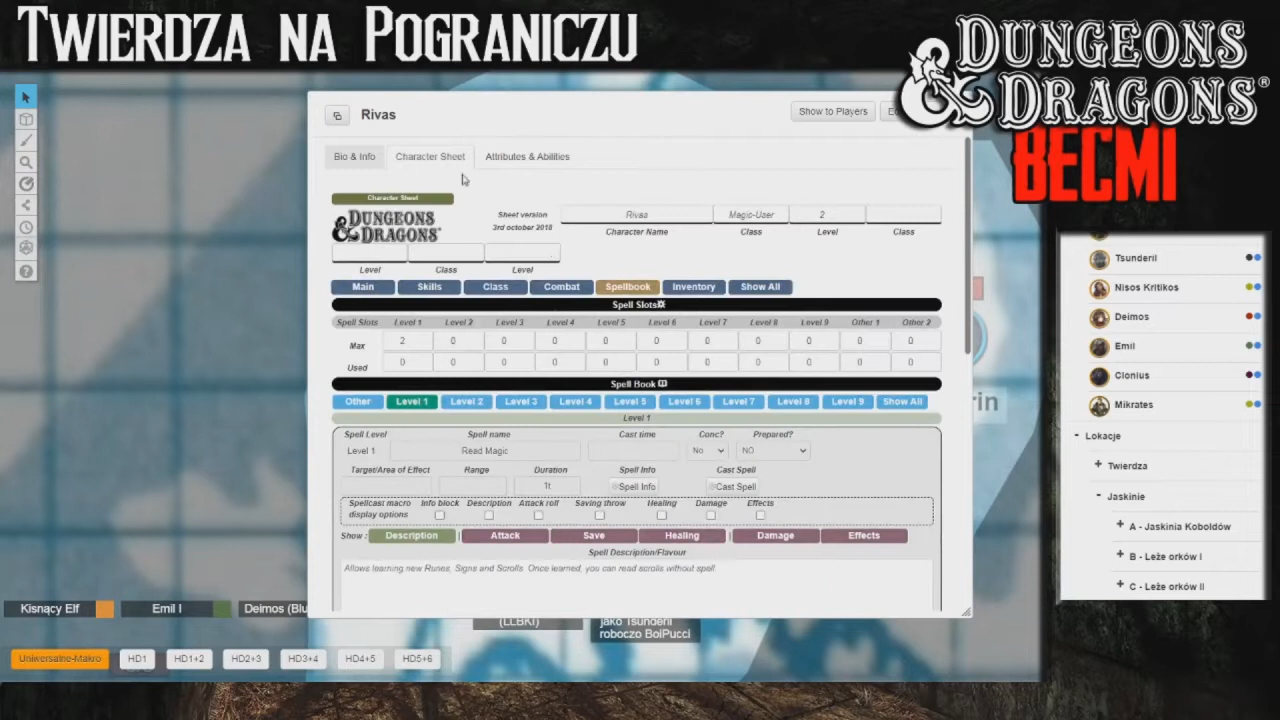 TWIERDZA NA POGRANICZU
DUNGEONS & DRAGONS®
BECMI
Rivas
Show to Players
Bio & Info
Character Sheet
Attributes & Abilities
Character Sheet
DUNGEONS & DRAGONS
Sheet version
3rd october 2018
Rivas
Magic-User
2
Character Name
Class
Level
Class
Level
Class
Level
Main
Skills
Class
Combat
Spellbook
Inventory
Show All
Spell Slots
Spell Slots Level 1 Level 2 Level 3 Level 4 Level 5 Level 6 Level 7 Level 8 Level 9 Other 1 Other 2
Max 2 0 0 0 0 0 0 0 0 0 0
Used 0 0 0 0 0 0 0 0 0 0 0
Spell Book
Other Level 1 Level 2 Level 3 Level 4 Level 5 Level 6 Level 7 Level 8 Level 9 Show All
Level 1
Spell Level Spell name Cast time Conc? Prepared?
Level 1 Read Magic No NO
Target/Area of Effect Range Duration Spell Info Cast Spell
1t Spell Info Cast Spell
Spellcast macro display options
Info block Description Attack roll Saving throw Healing Damage Effects
Show : Description | Attack Save Healing | Damage Effects
Spell Description/Flavour
Allows learning new Runes, Signs and Scrolls. Once learned, you can read scrolls without spell.
Tsunderil
Nisos Kritikos
Deimos
Emil
Clonius
Mikrates
- Lokacje
+ Twierdza
- Jaskinie
+ A - Jaskinia Koboldów
+ B - Leże orków I
+ C - Leże orków II
rin
Kisnący Elf
Emil I
Deimos (Blu
(LLBKI)
jako Tsunderil
roboczo BolPucci
Uniwersalne-Makro
HD1
HD1+2
HD2+3
HD3+4
HD4+5
HD5+6